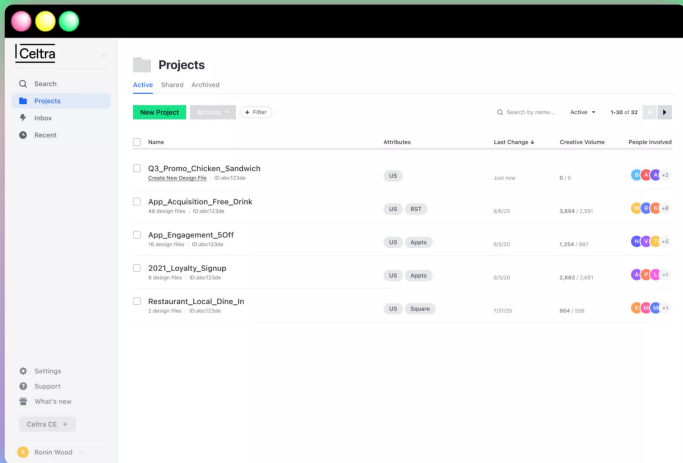 Celtra
Search
Projects
Inbox
Recent
Settings
Support
What's new
Celtra CE
Ronin Wood
Projects
Active Shared Archived
New Project Actions + Filter Search by name... Active 1-30 of 32
Name Attributes Last Change Creative Volume People Involved
Q3_Promo_Chicken_Sandwich
Create New Design File | ID:abc123de US Just now 0 / 0 B A A +2
App_Acquisition_Free_Drink
48 design files | ID:abc123de US RST 8/6/20 3,654 / 2,591 R K +8
App_Engagement_5Off
16 design files | ID:abc123de US Appts 8/5/20 1,254 / 987 N V T +5
2021_Loyalty_Signup
8 design files | ID:abc123de US Appts 8/3/20 2,683 / 2,681 A P L +1
Restaurant_Local_Dine_In
2 design files | ID:abc123de US Square 7/31/20 954 / 556 K M M +1